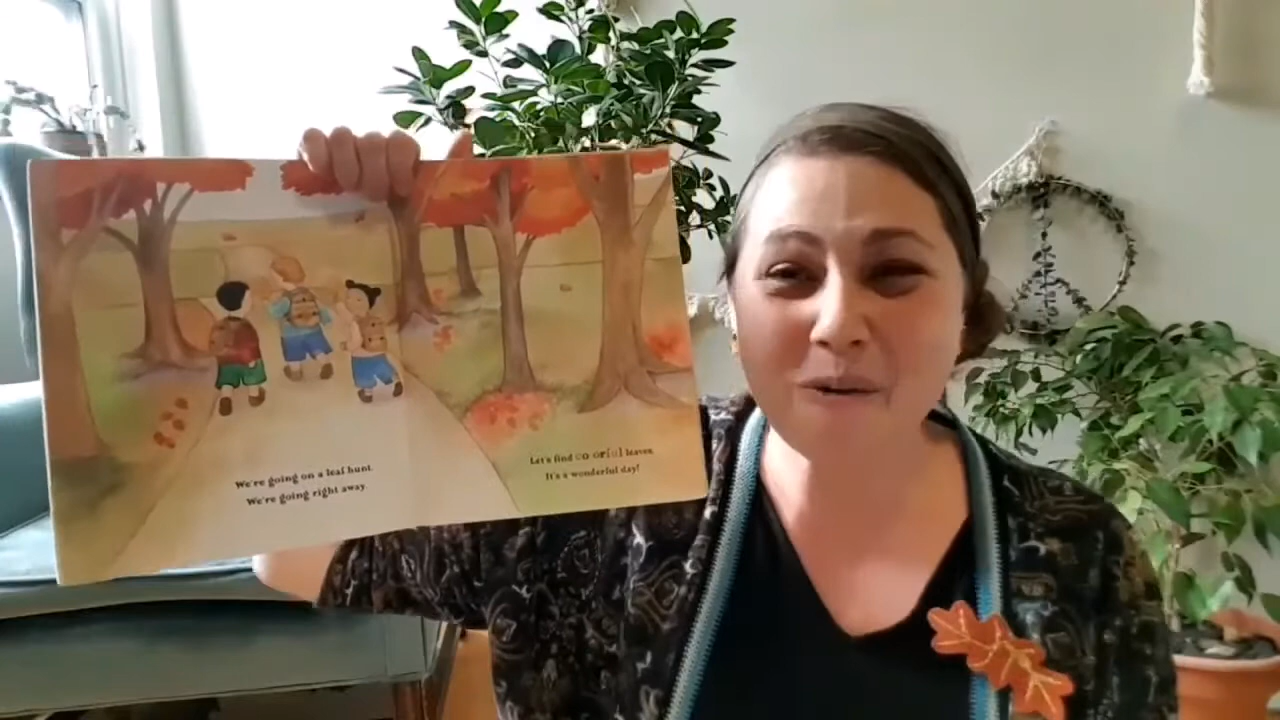 We're going on a leaf hunt.
We're going right away.
Let's find colorful leaves.
It's a wonderful day!